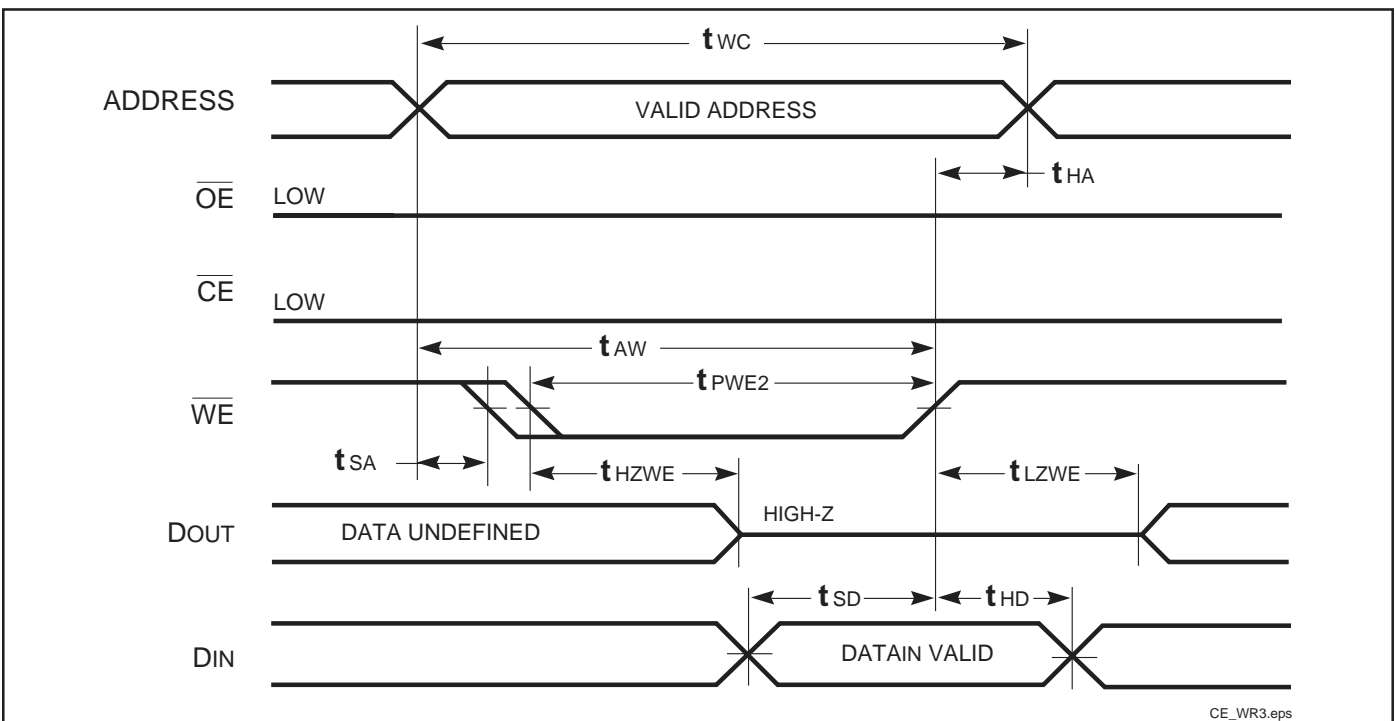 tWC
ADDRESS
VALID ADDRESS
tHA
OE
LOW
CE
LOW
tAW
tPWE2
WE
tSA
tHZWE
tLZWE
HIGH-Z
DOUT
DATA UNDEFINED
tSD
tHD
DIN
DATAIN VALID
CE_WR3.eps